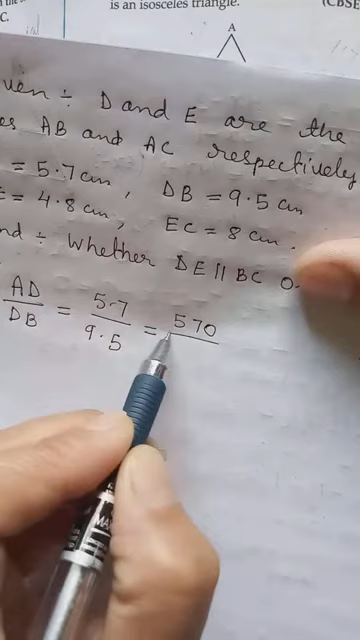 is an isosceles triangle.
(CBSE
C.
A
ven ÷ D and E are the
es AB and AC respectively
= 5.7 cm, DB = 9.5 cm
E = 4.8 cm, EC = 8 cm.
nd ÷ Whether DE || BC o
AD/DB = 5.7/9.5 = 570